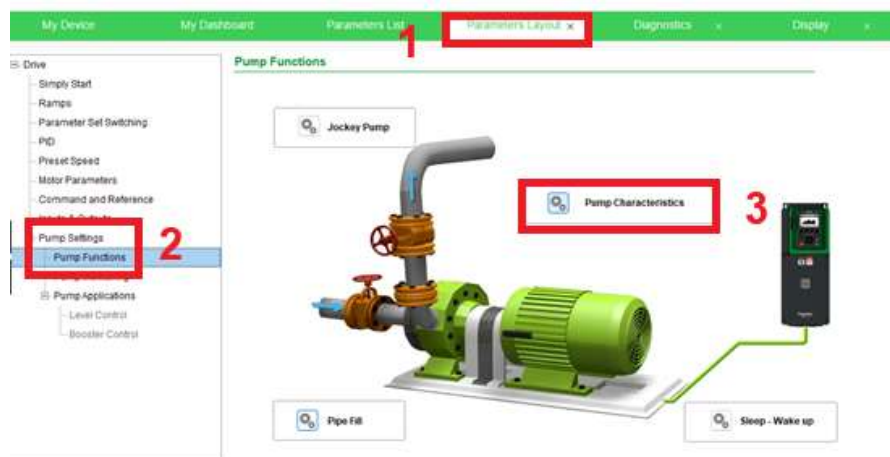 My Device
My Dashboard
Parameters List
Parameters Layout ×
Diagnostics ×
Display ×
1
Drive
Simply Start
Ramps
Parameter Set Switching
PID
Preset Speed
Motor Parameters
Command and Reference
Inputs & Outputs
Pump Settings
Pump Functions
2
Pump Applications
Level Control
Booster Control
Pump Functions
Jockey Pump
Pump Characteristics
3
Pipe Fill
Sleep - Wake up